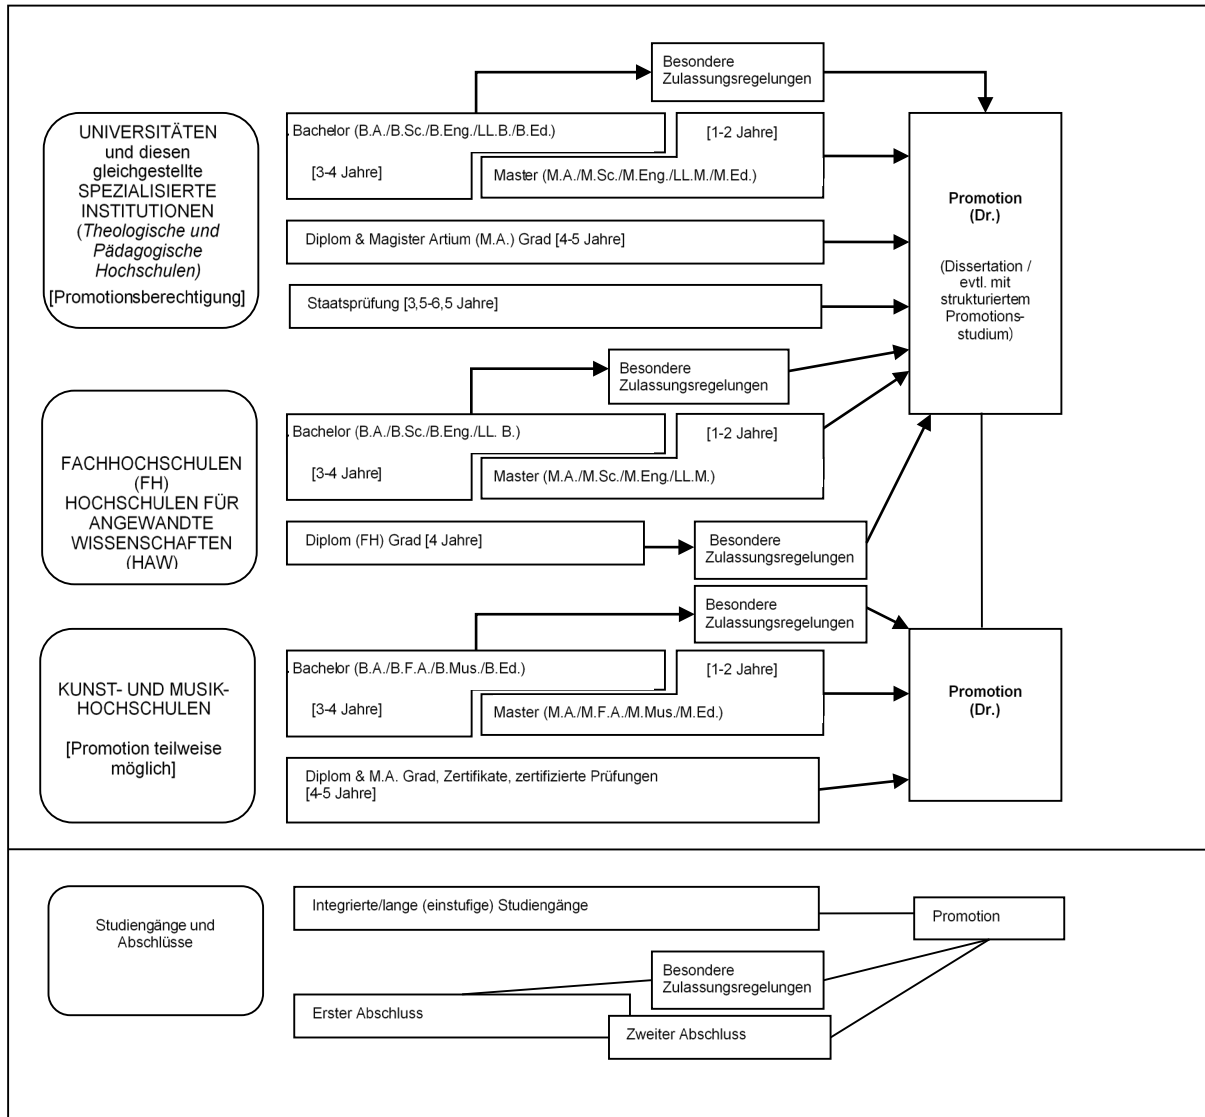 Besondere
Zulassungsregelungen
UNIVERSITÄTEN
und diesen
gleichgestellte
SPEZIALISIERTE
INSTITUTIONEN
(Theologische und
Pädagogische
Hochschulen)
[Promotionsberechtigung]
. Bachelor (B.A./B.Sc./B.Eng./LL.B./B.Ed.)
[3-4 Jahre]
[1-2 Jahre]
Master (M.A./M.Sc./M.Eng./LL.M./M.Ed.)
Diplom & Magister Artium (M.A.) Grad [4-5 Jahre]
Staatsprüfung [3,5-6,5 Jahre]
Promotion
(Dr.)
(Dissertation /
evtl. mit
strukturiertem
Promotions-
studium)
Besondere
Zulassungsregelungen
FACHHOCHSCHULEN
(FH)
HOCHSCHULEN FÜR
ANGEWANDTE
WISSENSCHAFTEN
(HAW)
. Bachelor (B.A./B.Sc./B.Eng./LL. B.)
[3-4 Jahre]
[1-2 Jahre]
Master (M.A./M.Sc./M.Eng./LL.M.)
Diplom (FH) Grad [4 Jahre]
Besondere
Zulassungsregelungen
Besondere
Zulassungsregelungen
KUNST- UND MUSIK-
HOCHSCHULEN
[Promotion teilweise
möglich]
. Bachelor (B.A./B.F.A./B.Mus./B.Ed.)
[3-4 Jahre]
[1-2 Jahre]
Master (M.A./M.F.A./M.Mus./M.Ed.)
Diplom & M.A. Grad, Zertifikate, zertifizierte Prüfungen
[4-5 Jahre]
Promotion
(Dr.)
Studiengänge und
Abschlüsse
Integrierte/lange (einstufige) Studiengänge
Promotion
Besondere
Zulassungsregelungen
Erster Abschluss
Zweiter Abschluss